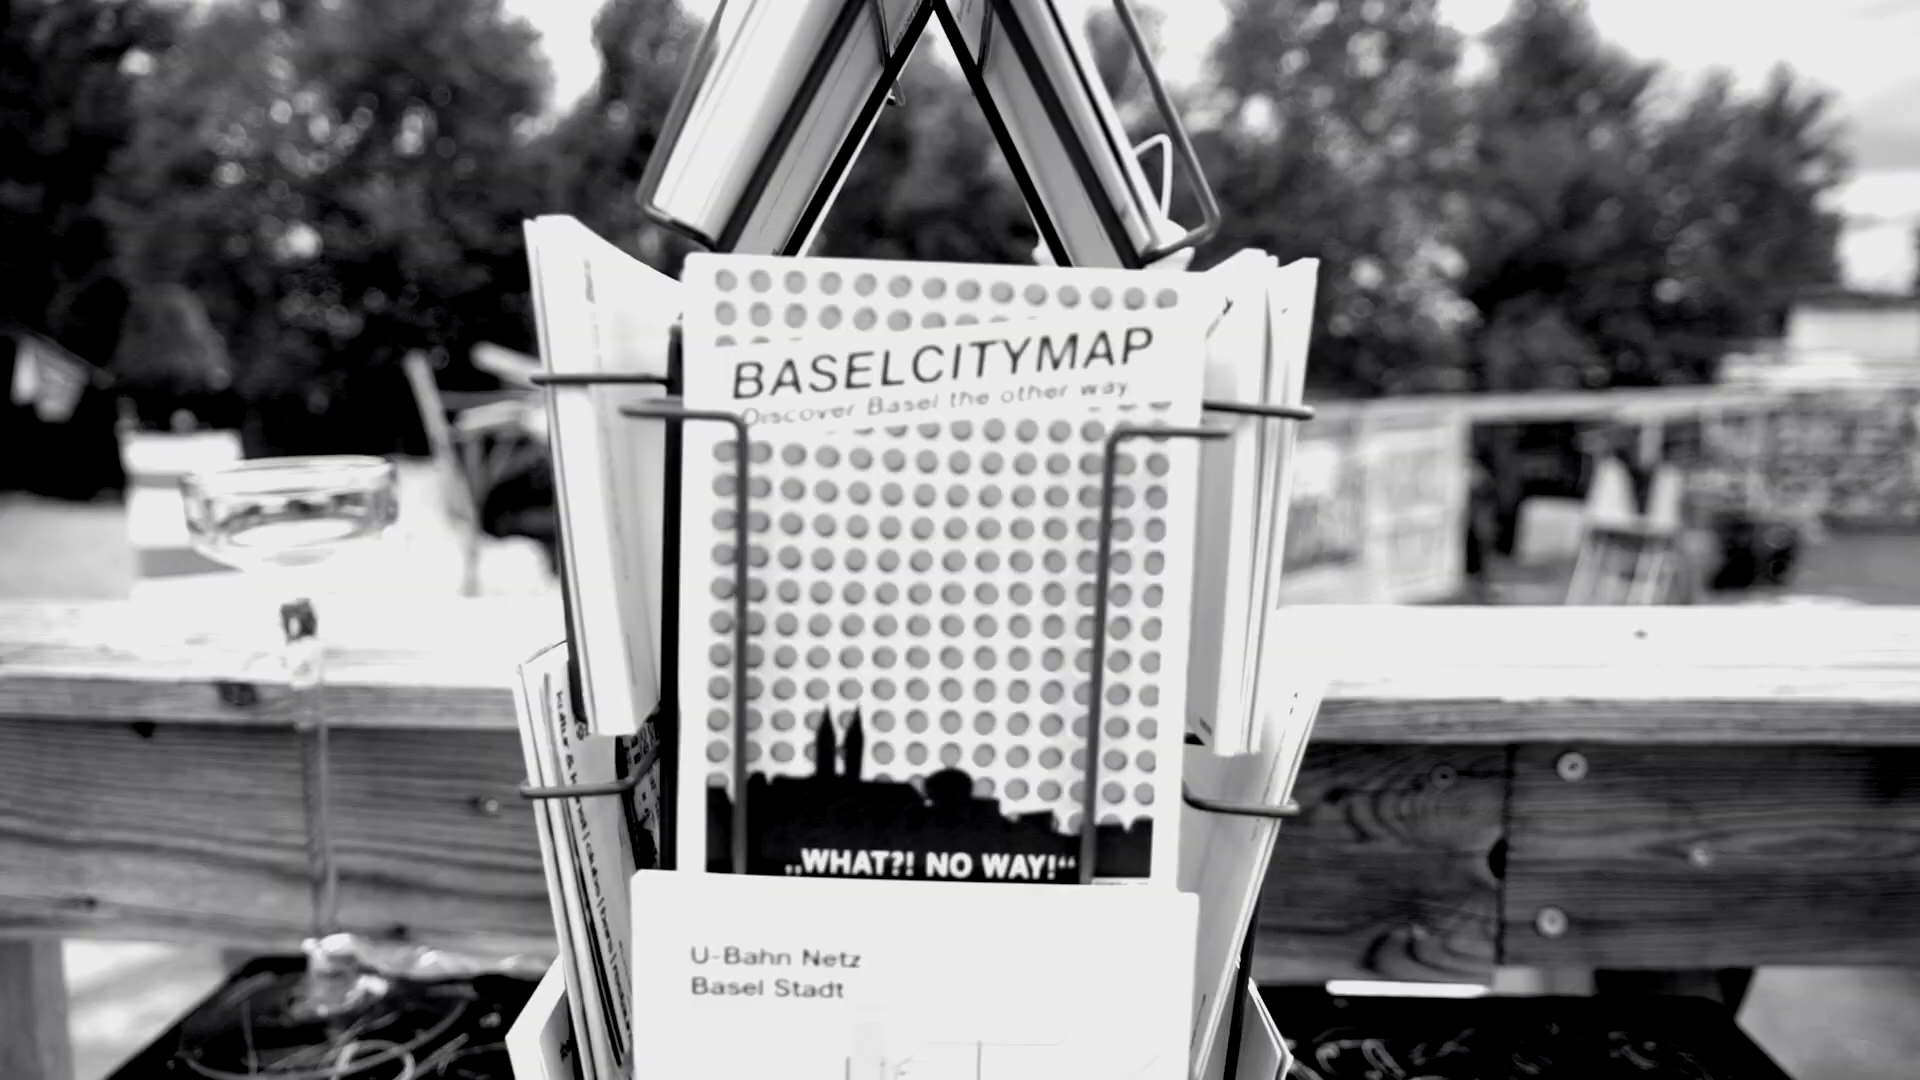 BASELCITYMAP
Discover Basel the other way
„WHAT?! NO WAY!“
U-Bahn Netz
Basel Stadt